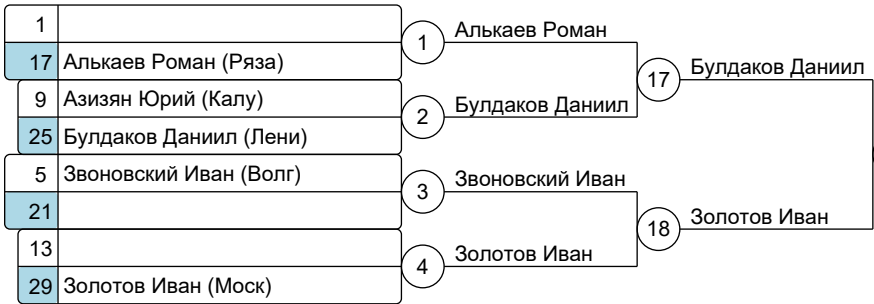 1
1
Алькаев Роман
17 Алькаев Роман (Ряза)
17
Булдаков Даниил
9 Азизян Юрий (Калу)
2
Булдаков Даниил
25 Булдаков Даниил (Лени)
5 Звоновский Иван (Волг)
3
Звоновский Иван
21
18
Золотов Иван
13
4
Золотов Иван
29 Золотов Иван (Моск)